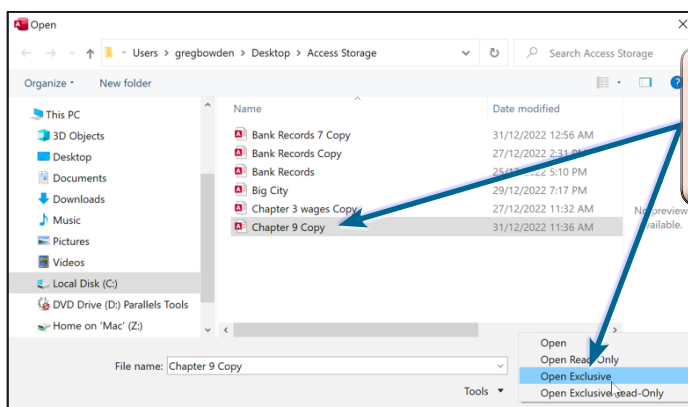 Open
Users > gregbowden > Desktop > Access Storage
Search Access Storage
Organize
New folder
This PC
3D Objects
Desktop
Documents
Downloads
Music
Pictures
Videos
Local Disk (C:)
DVD Drive (D:) Parallels Tools
Home on 'Mac' (Z:)
Name Date modified
Bank Records 7 Copy 31/12/2022 12:56 AM
Bank Records Copy 27/12/2022 2:31 PM
Bank Records 25/12/2022 5:10 PM
Big City 29/12/2022 7:17 PM
Chapter 3 wages Copy 27/12/2022 11:32 AM
Chapter 9 Copy 31/12/2022 11:36 AM
No preview
available.
File name: Chapter 9 Copy
Tools
Open
Open Read-Only
Open Exclusive
Open Exclusive Read-Only